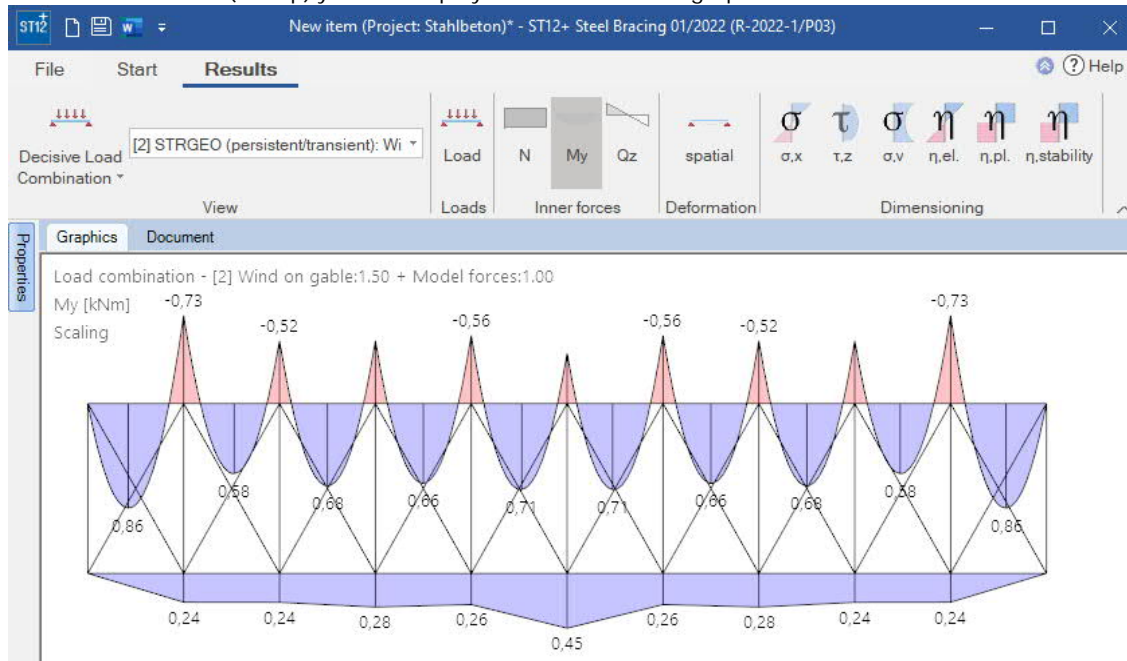 ST12+
New item (Project: Stahlbeton)* - ST12+ Steel Bracing 01/2022 (R-2022-1/P03)
File Start Results
? Help
Decisive Load Combination
[2] STRGEO (persistent/transient): Wi
Load
N My Qz
spatial
σ τ σ η η η
σ,x τ,z σ,v η,el. η,pl. η,stability
View Loads Inner forces Deformation Dimensioning
Properties
Graphics Document
Load combination - [2] Wind on gable:1.50 + Model forces:1.00
My [kNm]
Scaling
-0,73 -0,52 -0,56 -0,56 -0,52 -0,73
0,86 0,58 0,68 0,66 0,71 0,71 0,66 0,68 0,58 0,86
0,24 0,24 0,28 0,26 0,45 0,26 0,28 0,24 0,24